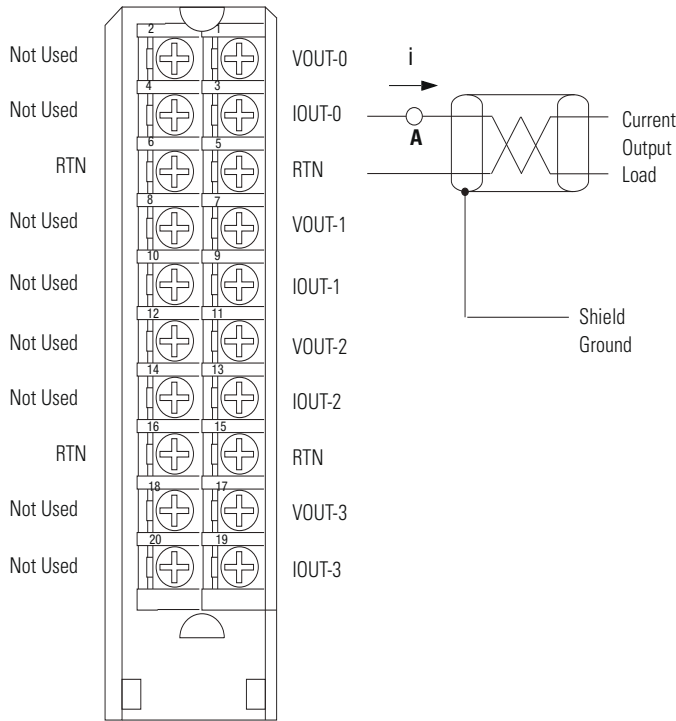 2 1
Not Used VOUT-0 i
4 3
Not Used IOUT-0 A Current
Output
Load
6 5
RTN RTN
8 7
Not Used VOUT-1
10 9
Not Used IOUT-1
Shield
Ground
12 11
Not Used VOUT-2
14 13
Not Used IOUT-2
16 15
RTN RTN
18 17
Not Used VOUT-3
20 19
Not Used IOUT-3